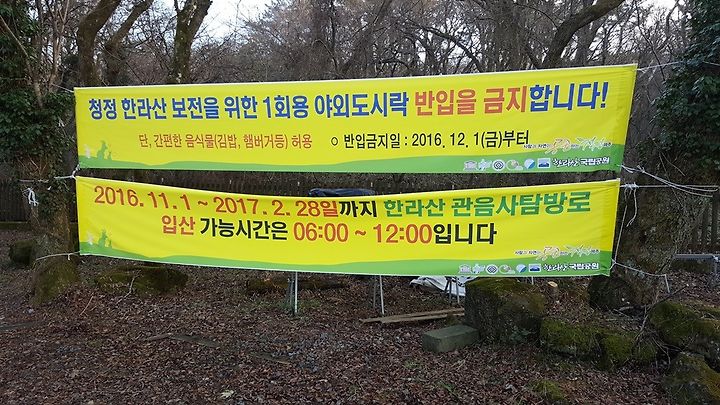 청정 한라산 보전을 위한 1회용 야외도시락 반입을 금지합니다!
단, 간편한 음식물(김밥, 햄버거등) 허용 ㅇ 반입금지일 : 2016. 12. 1(금)부터
한라산 국립공원
2016. 11. 1 ~ 2017. 2. 28일까지 한라산 관음사탐방로
입산 가능시간은 06:00 ~ 12:00입니다
한라산 국립공원